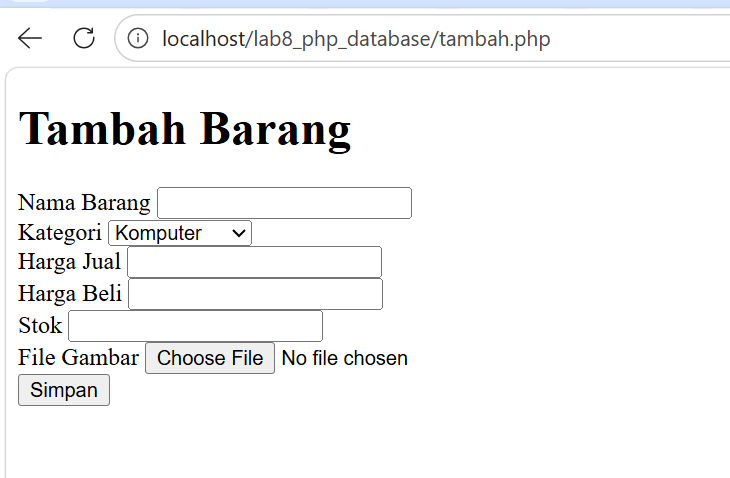 localhost/lab8_php_database/tambah.php
Tambah Barang
Nama Barang
Kategori Komputer
Harga Jual
Harga Beli
Stok
File Gambar Choose File No file chosen
Simpan